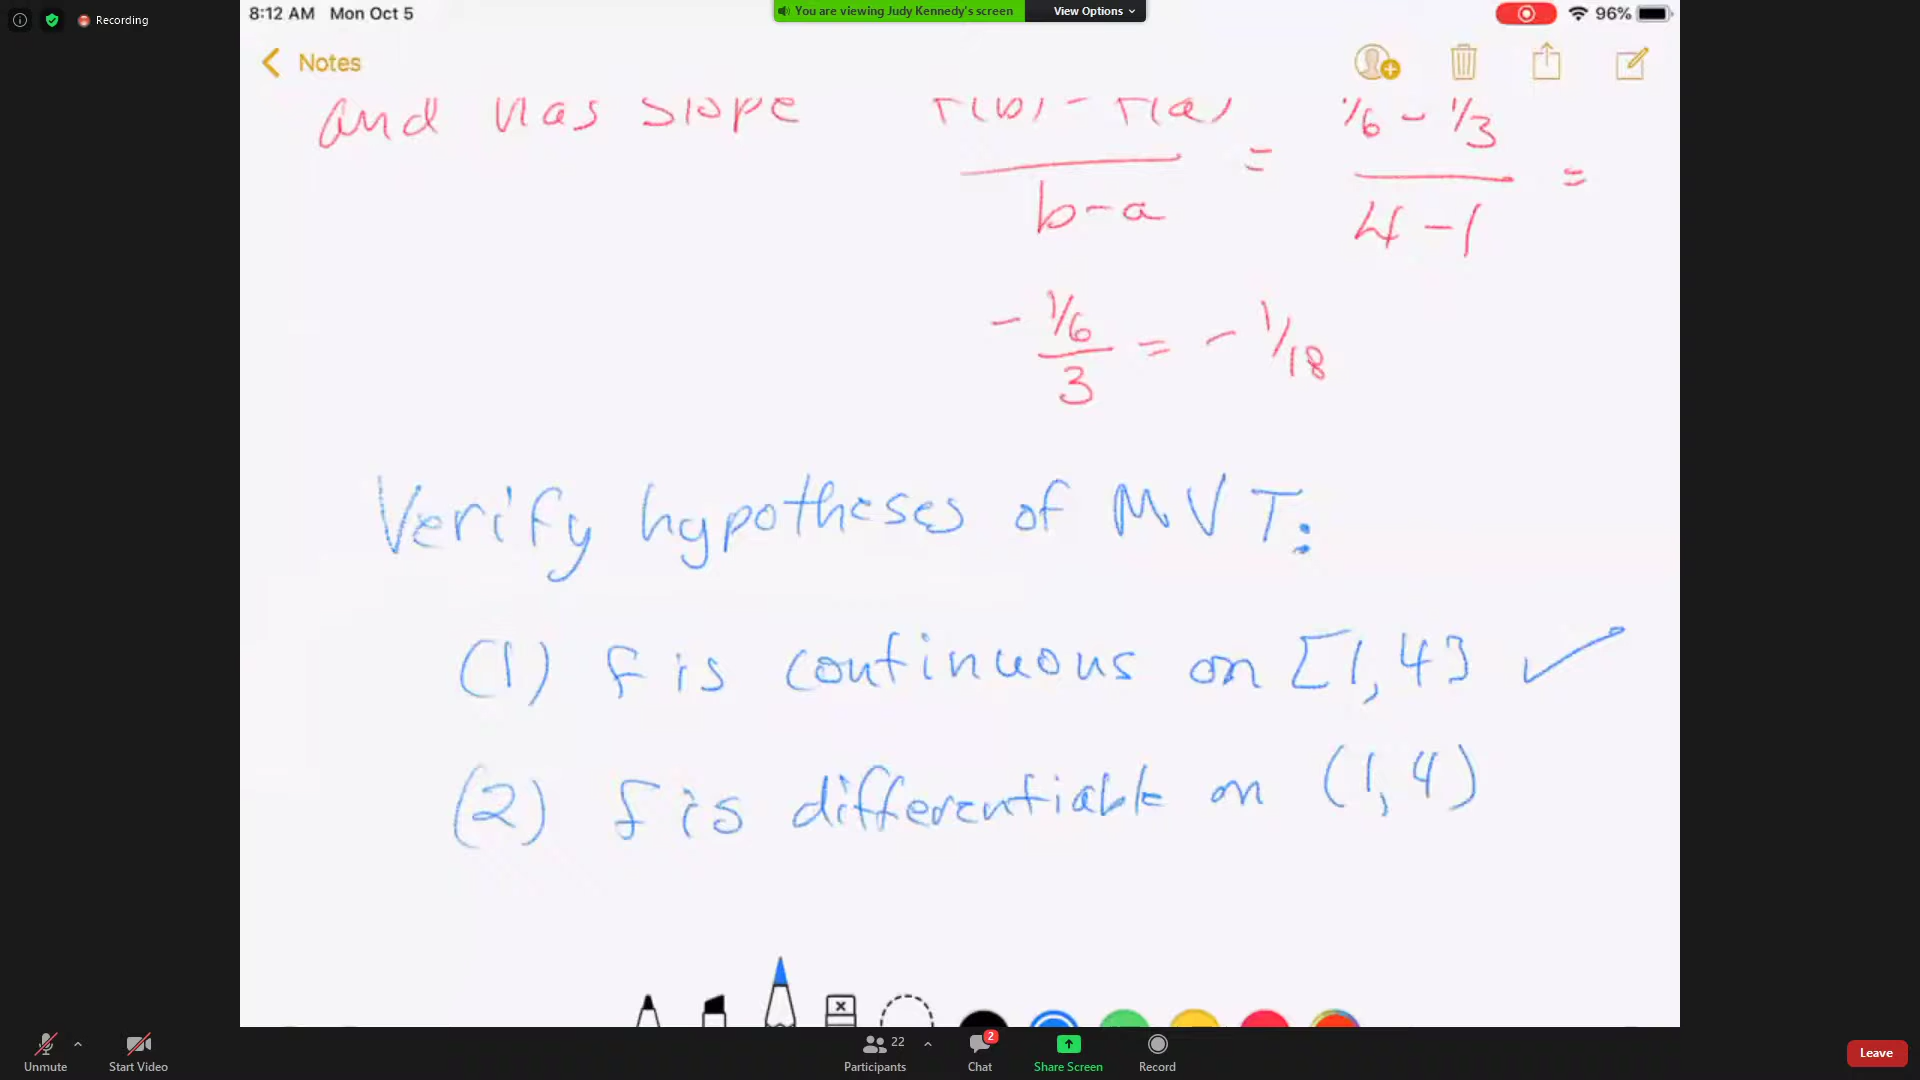 Recording
8:12 AM Mon Oct 5
You are viewing Judy Kennedy's screen View Options
96%
Notes
and has slope f(b) - f(a) / b-a = 1/6 - 1/3 / 4-1 =
- 1/6 / 3 = - 1/18
Verify hypotheses of MVT:
(1) f is continuous on [1,4] ✓
(2) f is differentiable on (1,4)
Unmute Start Video 22 Participants 2 Chat Share Screen Record Leave